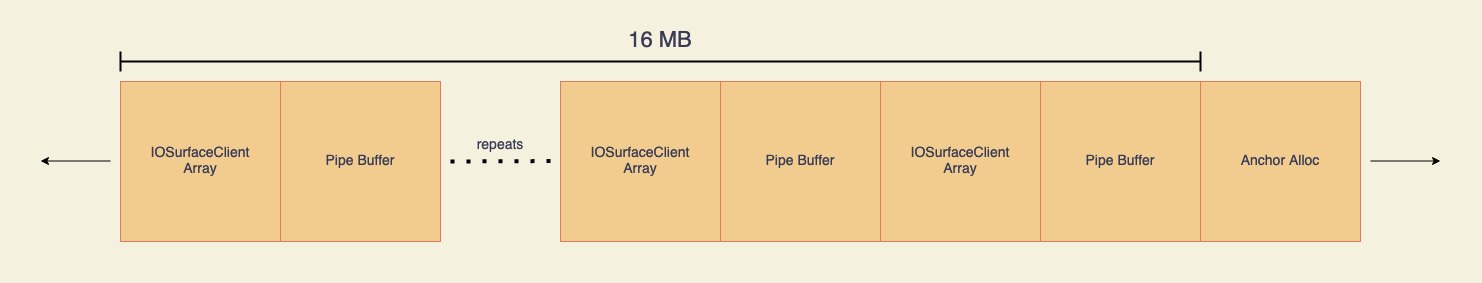 16 MB
IOSurfaceClient
Array
Pipe Buffer
repeats
IOSurfaceClient
Array
Pipe Buffer
IOSurfaceClient
Array
Pipe Buffer
Anchor Alloc